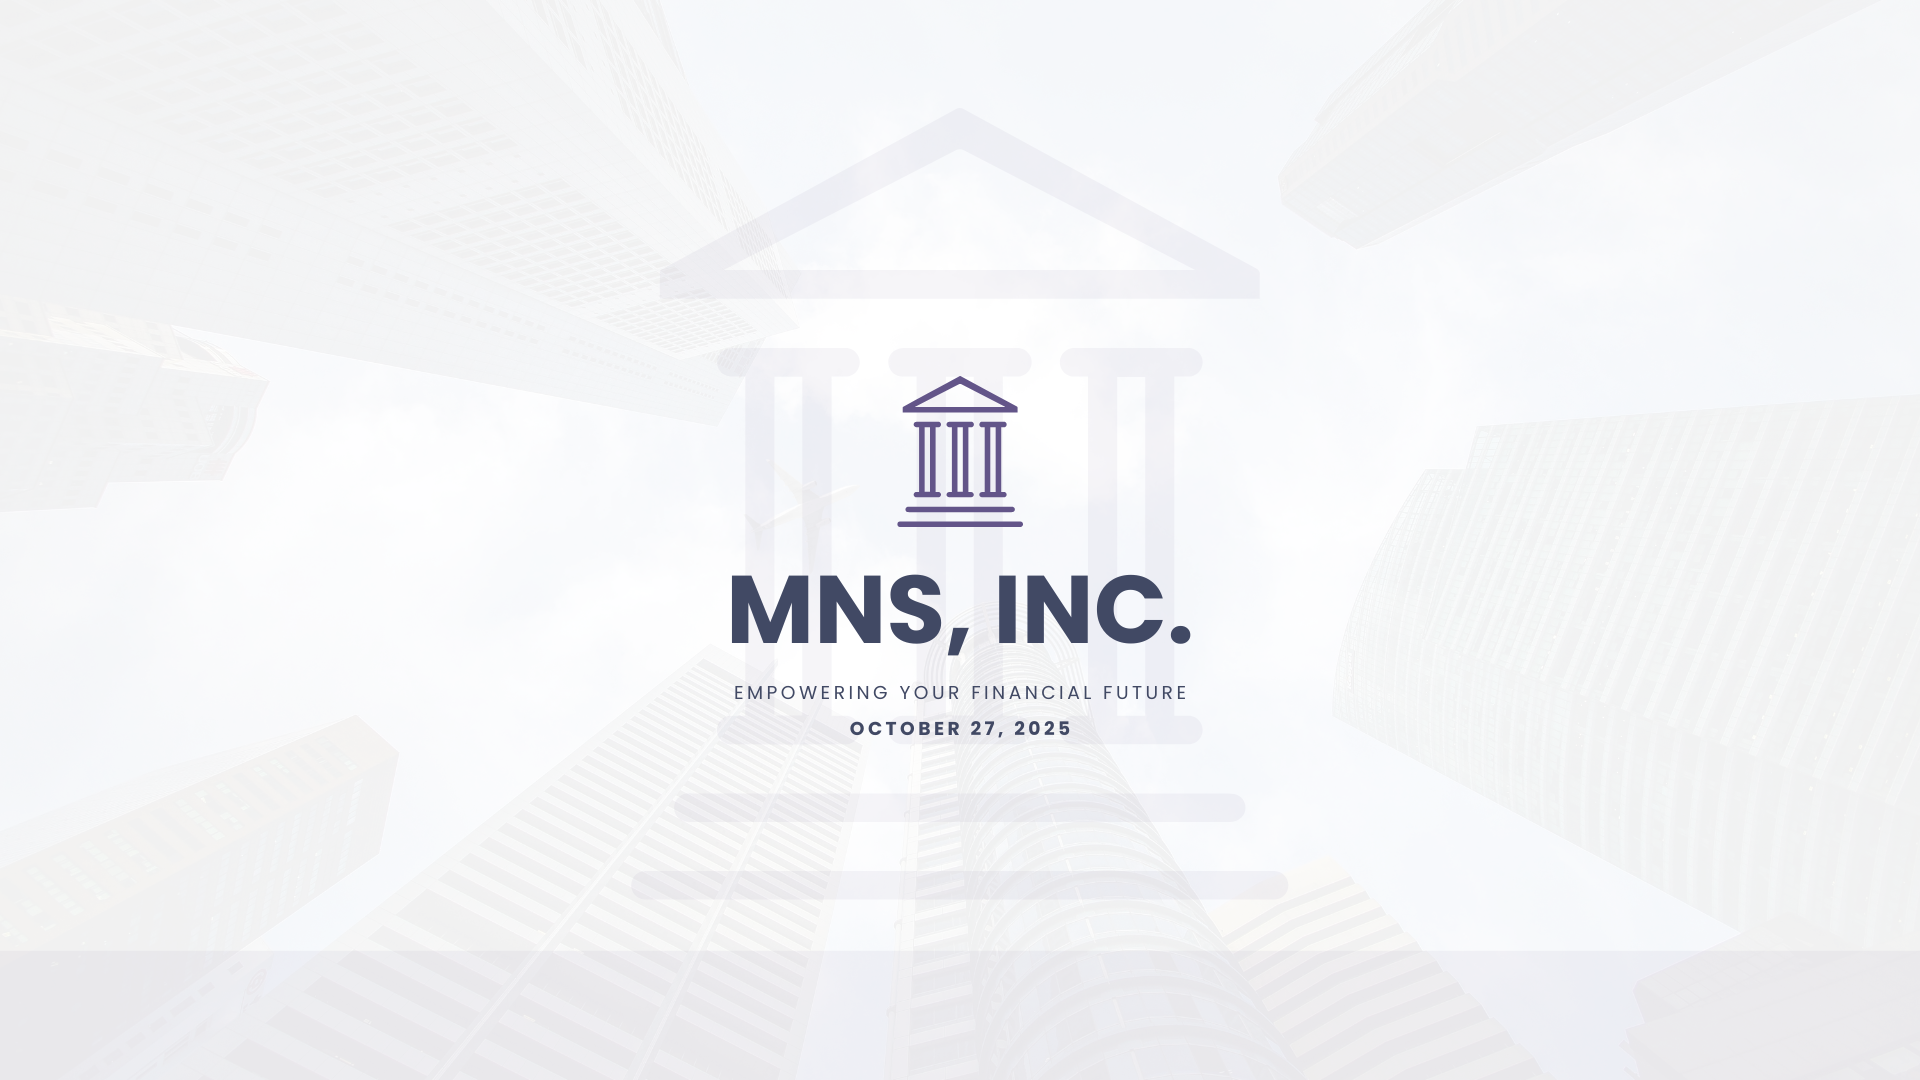 MNS, INC.
EMPOWERING YOUR FINANCIAL FUTURE
OCTOBER 27, 2025